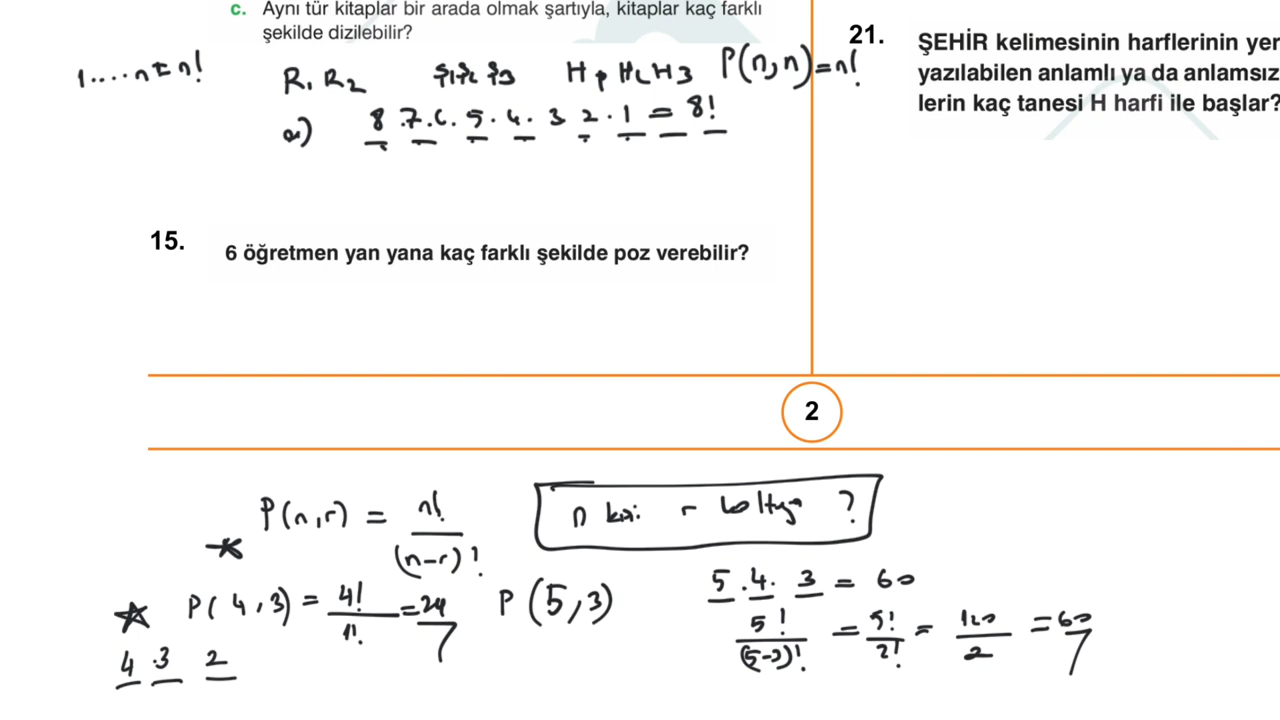 c. Aynı tür kitaplar bir arada olmak şartıyla, kitaplar kaç farklı
şekilde dizilebilir?
1....n = n!
R1 R2
H1 H2 H3
P(n,n)=n!
a) 8.7.6.5.4.3 2.1 = 8!
15. 6 öğretmen yan yana kaç farklı şekilde poz verebilir?
21. ŞEHİR kelimesinin harflerinin yer
yazılabilen anlamlı ya da anlamsız
lerin kaç tanesi H harfi ile başlar?
2
P(n,r) = n!/(n-r)!
n kişi r koltuğa ?
P(4,3) = 4!/1! = 24
4 3 2
P(5,3)
5.4.3 = 60
5!/(5-3)! = 5!/2! = 120/2 = 60